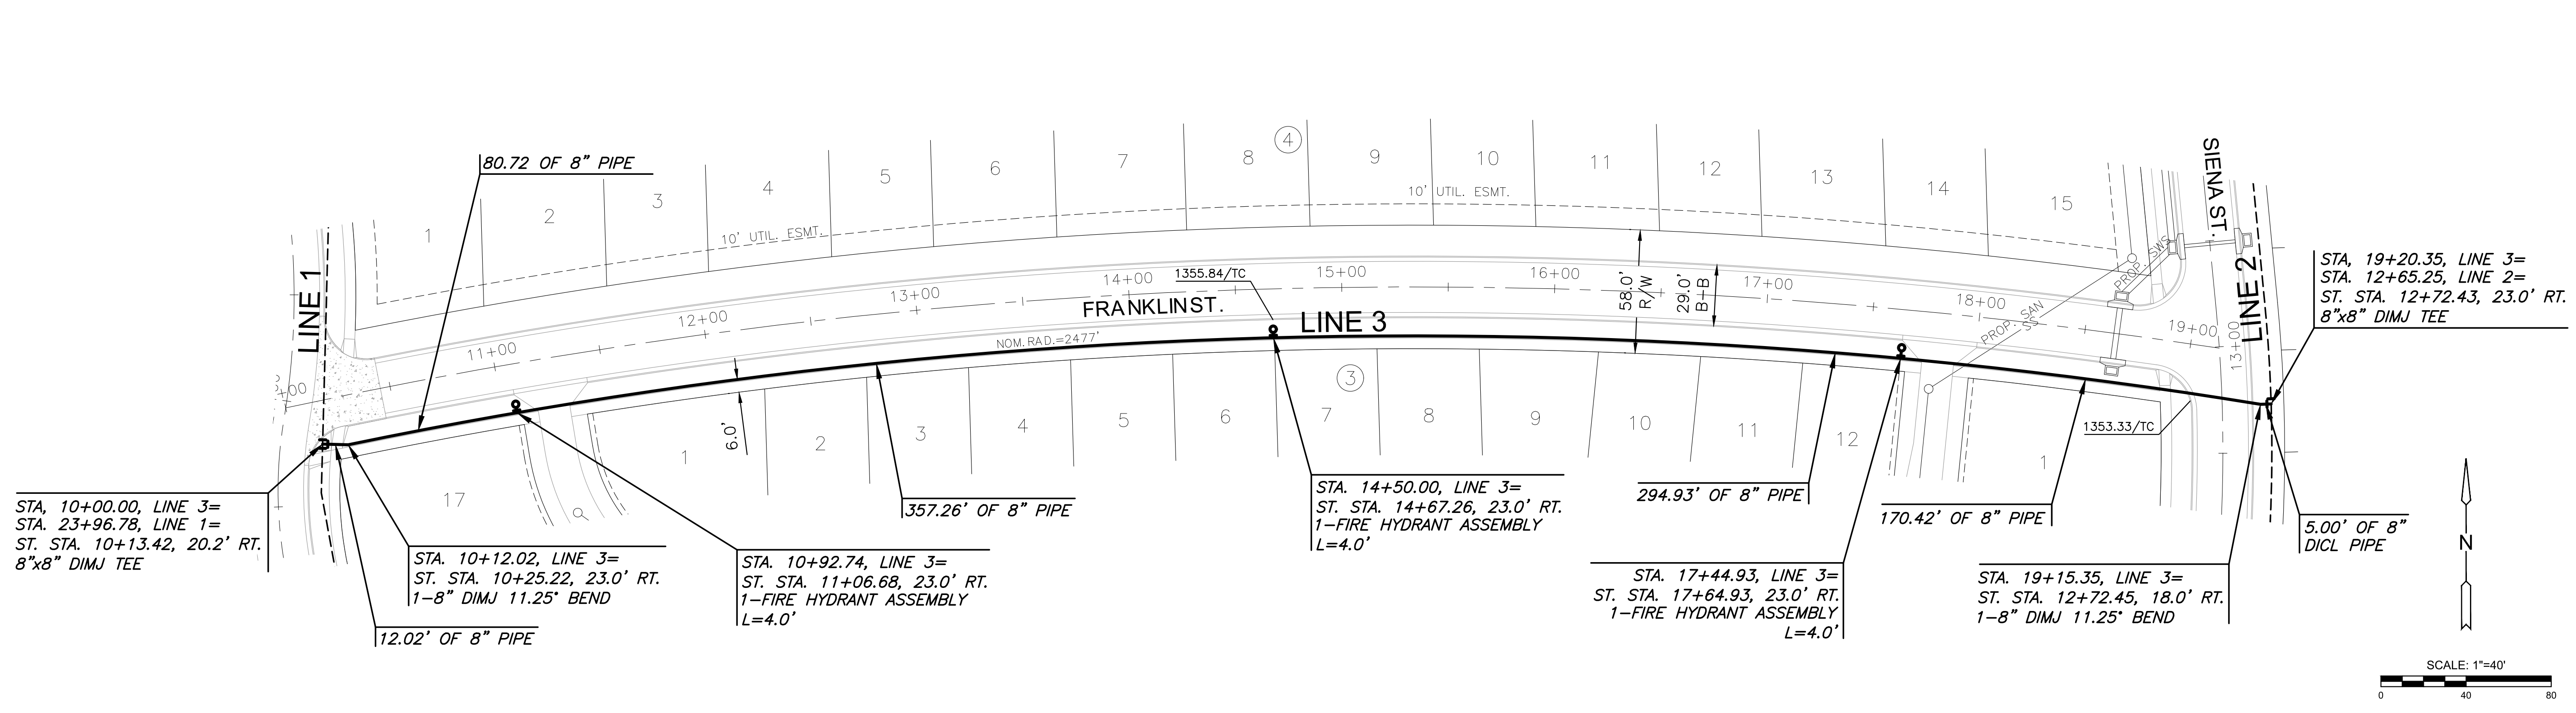 80.72 OF 8" PIPE
LINE 1
1
2
3
4
5
6
7
8
4
9
10
11
12
13
14
15
10' UTIL. ESMT.
10' UTIL. ESMT.
SIENA ST.
LINE 2
PROP. SWS
PROP. SAN
SS
11+00
12+00
13+00
14+00
15+00
16+00
17+00
18+00
19+00
13+00
+00
1355.84/TC
FRANKLIN ST.
LINE 3
NOM. RAD.=2477'
58.0'
R/W
29.0'
B-B
6.0'
17
1
2
3
4
5
6
7
3
8
9
10
11
12
1
1353.33/TC
STA, 19+20.35, LINE 3=
STA. 12+65.25, LINE 2=
ST. STA. 12+72.43, 23.0' RT.
8"x8" DIMJ TEE
STA, 10+00.00, LINE 3=
STA. 23+96.78, LINE 1=
ST. STA. 10+13.42, 20.2' RT.
8"x8" DIMJ TEE
12.02' OF 8" PIPE
STA. 10+12.02, LINE 3=
ST. STA. 10+25.22, 23.0' RT.
1-8" DIMJ 11.25° BEND
STA. 10+92.74, LINE 3=
ST. STA. 11+06.68, 23.0' RT.
1-FIRE HYDRANT ASSEMBLY
L=4.0'
357.26' OF 8" PIPE
STA. 14+50.00, LINE 3=
ST. STA. 14+67.26, 23.0' RT.
1-FIRE HYDRANT ASSEMBLY
L=4.0'
294.93' OF 8" PIPE
STA. 17+44.93, LINE 3=
ST. STA. 17+64.93, 23.0' RT.
1-FIRE HYDRANT ASSEMBLY
L=4.0'
170.42' OF 8" PIPE
STA. 19+15.35, LINE 3=
ST. STA. 12+72.45, 18.0' RT.
1-8" DIMJ 11.25° BEND
5.00' OF 8"
DICL PIPE
N
SCALE: 1"=40'
0 40 80